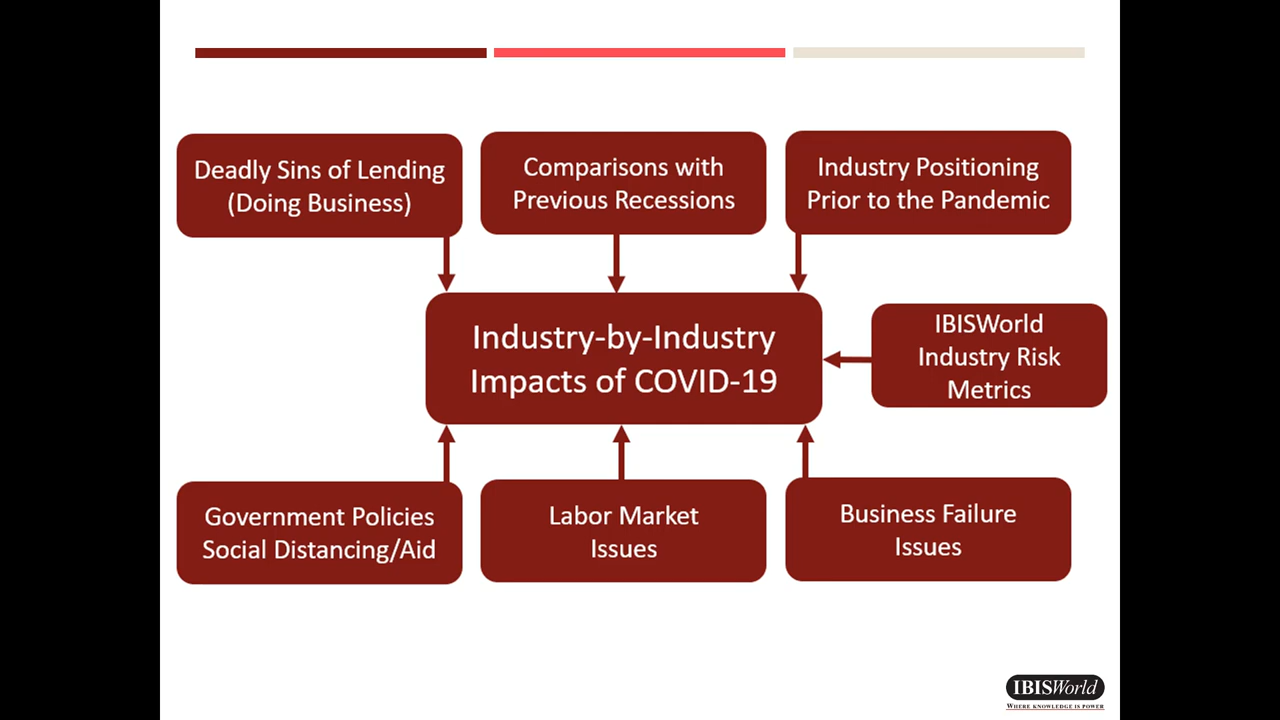 Deadly Sins of Lending
(Doing Business)
Comparisons with
Previous Recessions
Industry Positioning
Prior to the Pandemic
Industry-by-Industry
Impacts of COVID-19
IBISWorld
Industry Risk
Metrics
Government Policies
Social Distancing/Aid
Labor Market
Issues
Business Failure
Issues
IBISWorld
WHERE KNOWLEDGE IS POWER